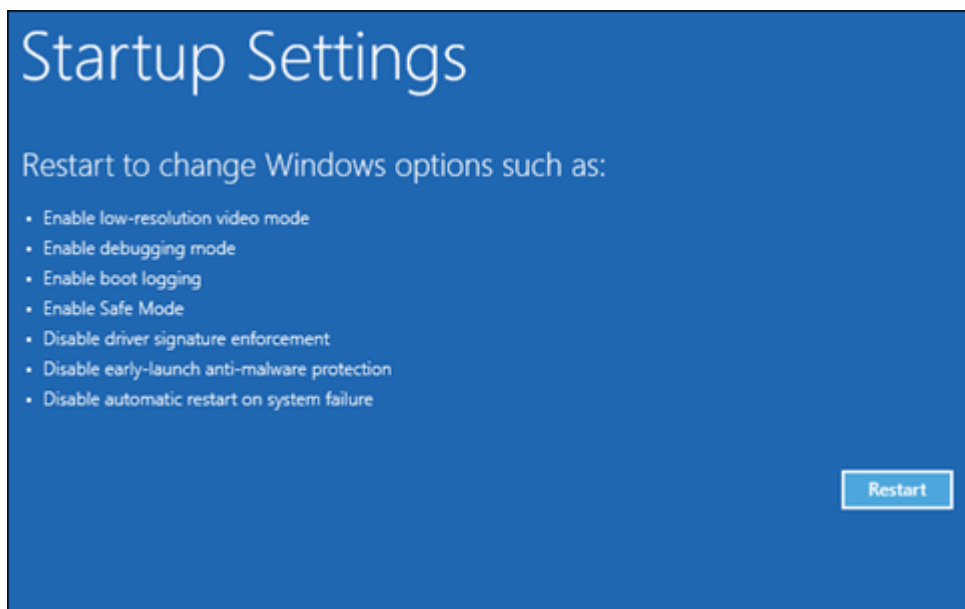 Startup Settings
Restart to change Windows options such as:
• Enable low-resolution video mode
• Enable debugging mode
• Enable boot logging
• Enable Safe Mode
• Disable driver signature enforcement
• Disable early-launch anti-malware protection
• Disable automatic restart on system failure
Restart